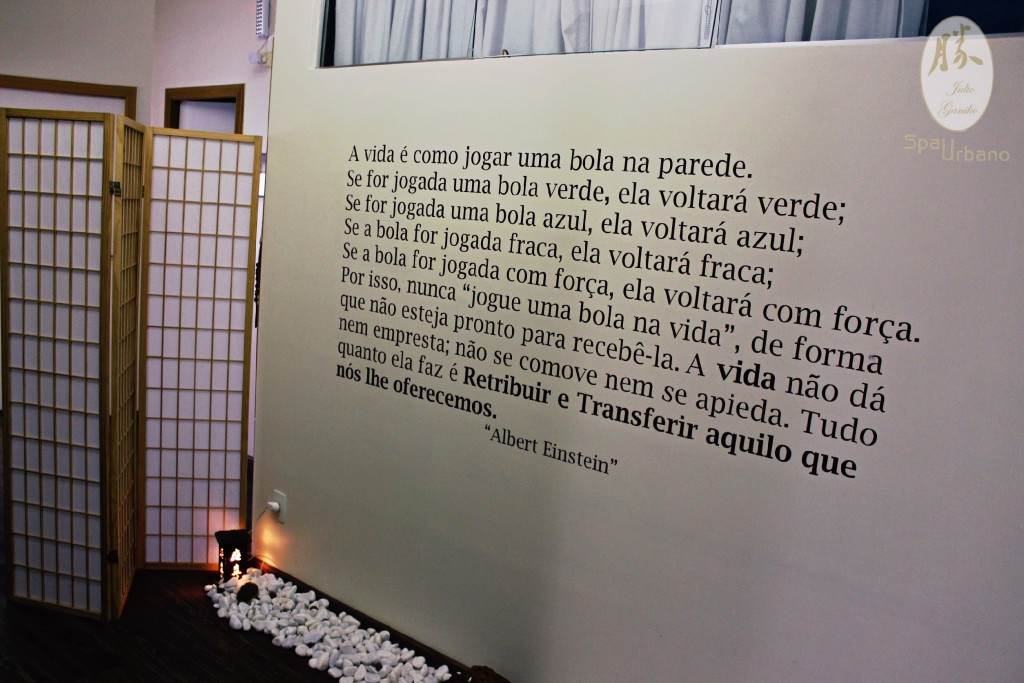 勝
Julio
Ganiko
Spa Urbano
A vida é como jogar uma bola na parede.
Se for jogada uma bola verde, ela voltará verde;
Se for jogada uma bola azul, ela voltará azul;
Se a bola for jogada fraca, ela voltará fraca;
Se a bola for jogada com força, ela voltará com força.
Por isso, nunca “jogue uma bola na vida”, de forma
que não esteja pronto para recebê-la. A vida não dá
nem empresta; não se comove nem se apieda. Tudo
quanto ela faz é Retribuir e Transferir aquilo que
nós lhe oferecemos.
“Albert Einstein”